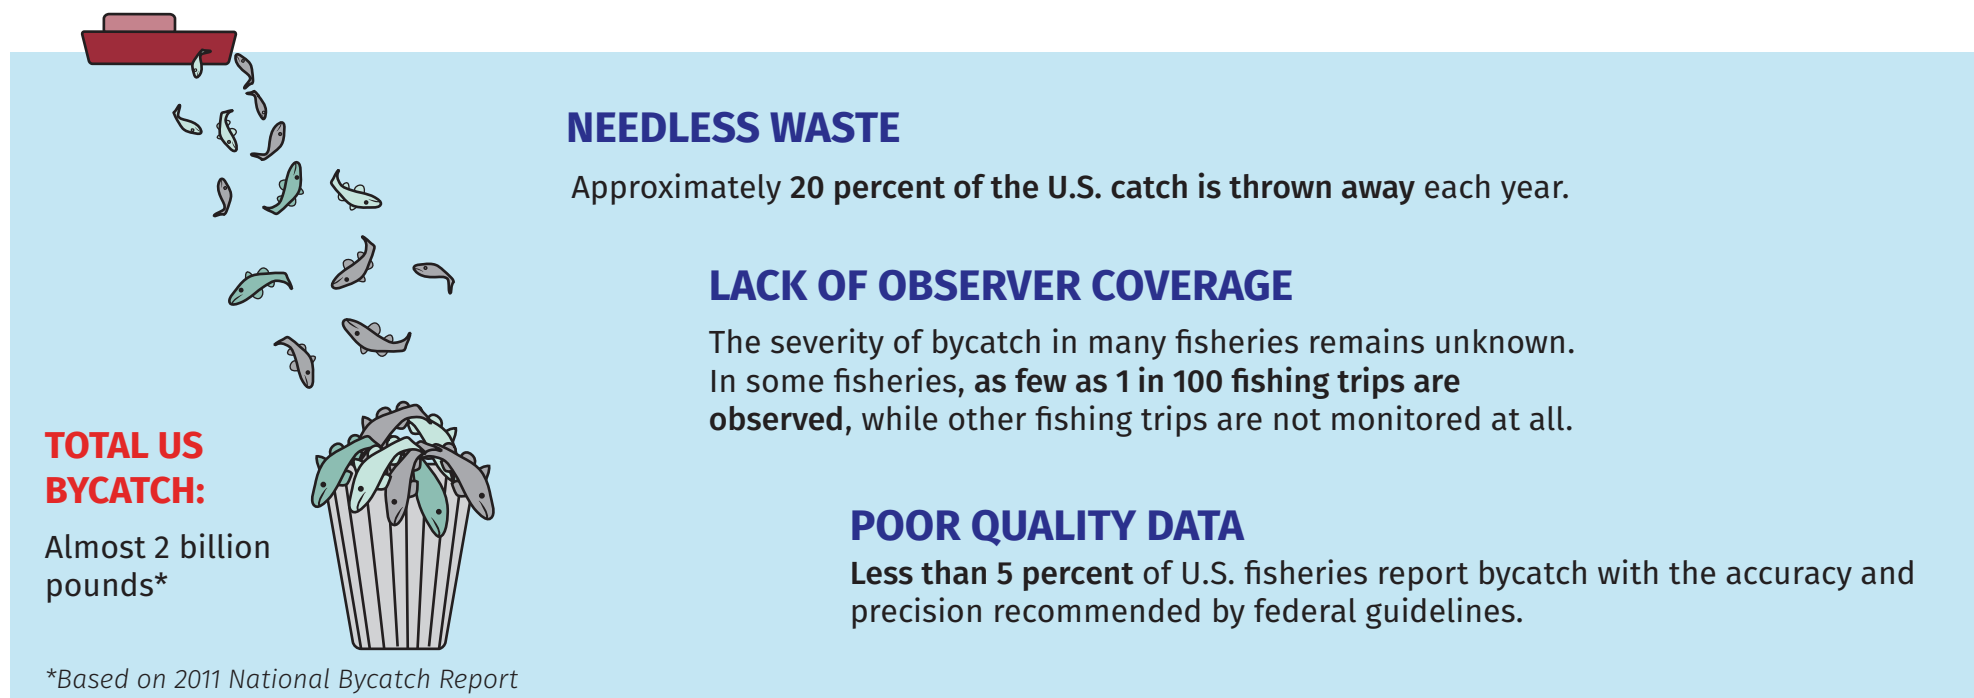 NEEDLESS WASTE
Approximately 20 percent of the U.S. catch is thrown away each year.
LACK OF OBSERVER COVERAGE
The severity of bycatch in many fisheries remains unknown.
In some fisheries, as few as 1 in 100 fishing trips are
observed, while other fishing trips are not monitored at all.
TOTAL US
BYCATCH:
Almost 2 billion
pounds*
POOR QUALITY DATA
Less than 5 percent of U.S. fisheries report bycatch with the accuracy and
precision recommended by federal guidelines.
*Based on 2011 National Bycatch Report